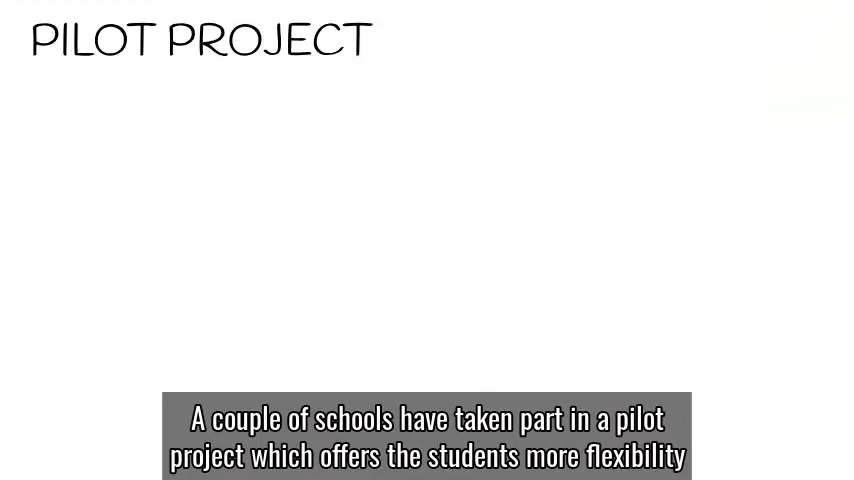 PILOT PROJECT
A couple of schools have taken part in a pilot
project which offers the students more flexibility